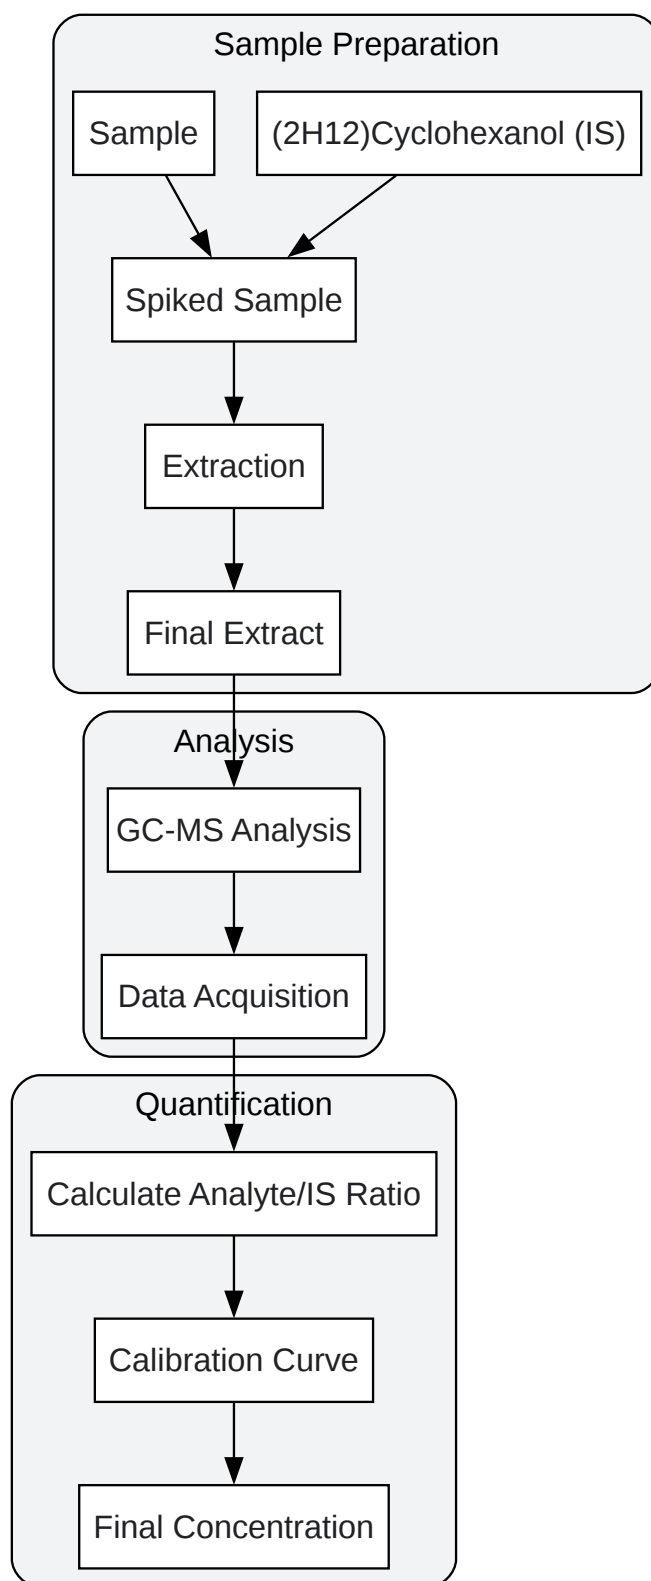 Sample Preparation
Sample
(2H12)Cyclohexanol (IS)
Spiked Sample
Extraction
Final Extract
Analysis
GC-MS Analysis
Data Acquisition
Quantification
Calculate Analyte/IS Ratio
Calibration Curve
Final Concentration